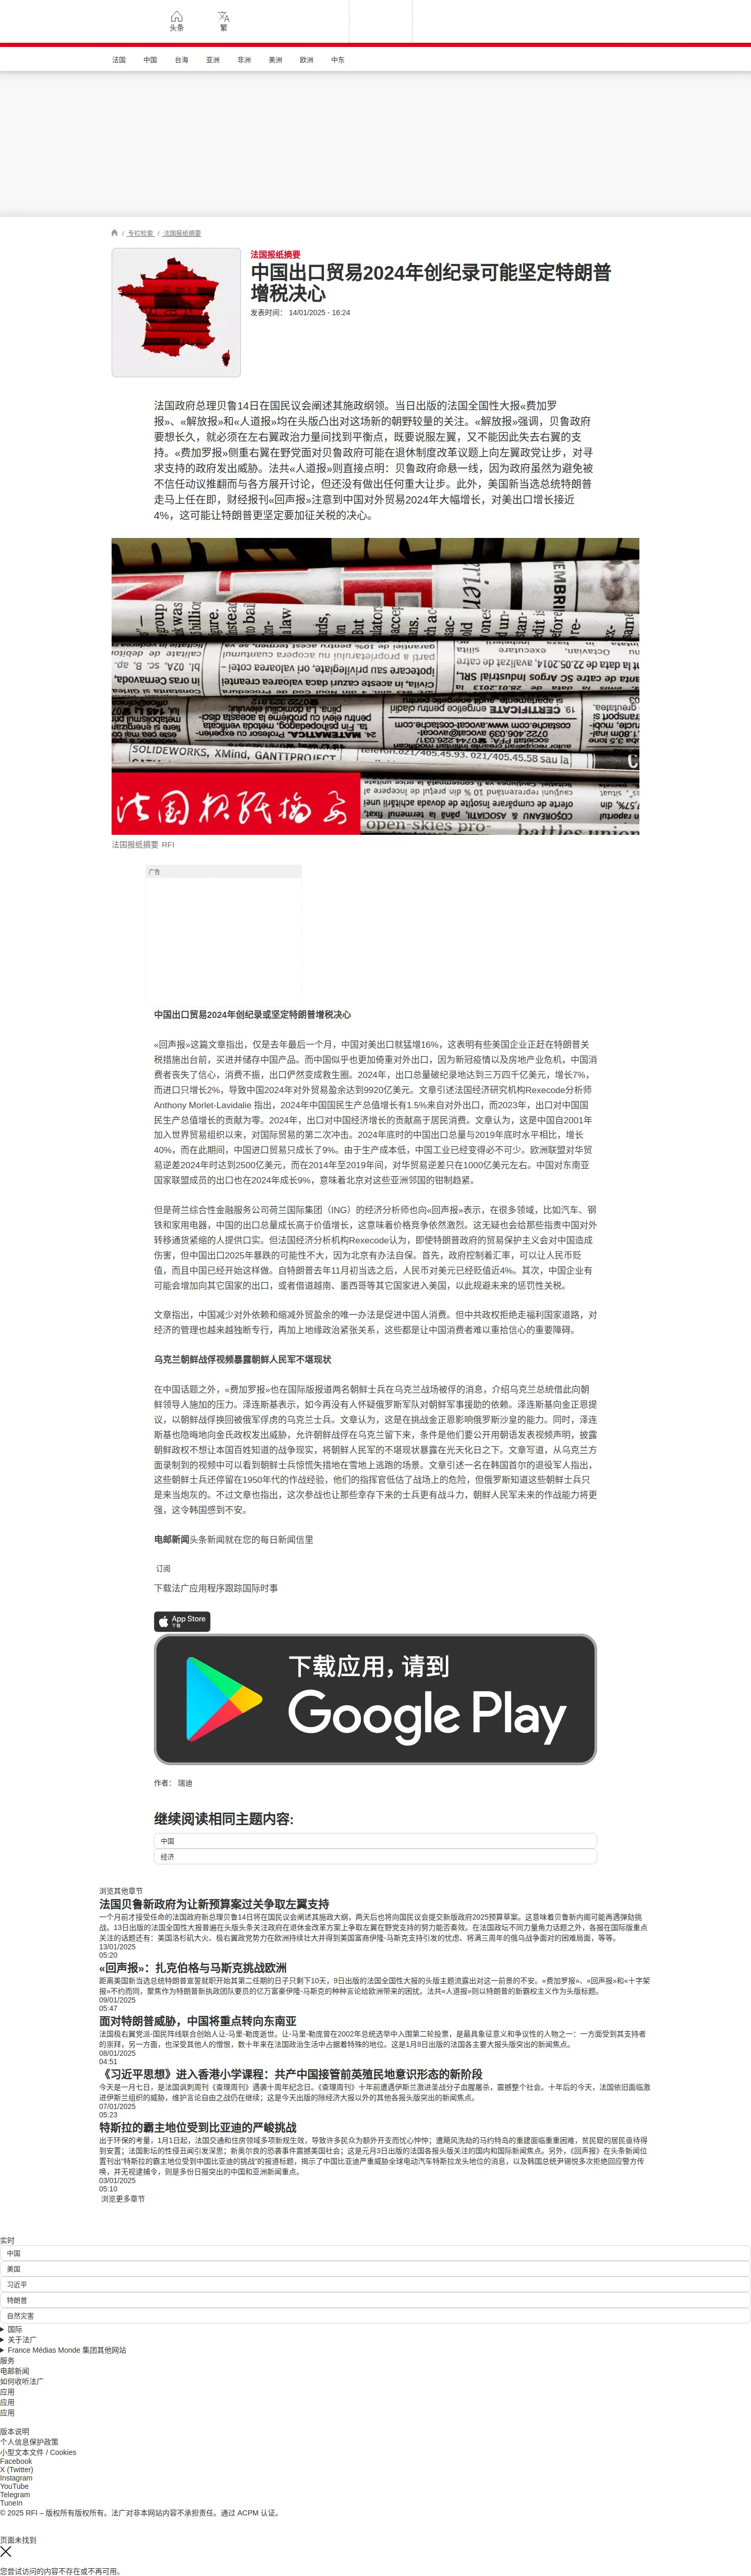 头条
繁
法国 中国 台海 亚洲 非洲 美洲 欧洲 中东
/ 专栏检索 / 法国报纸摘要
法国报纸摘要
中国出口贸易2024年创纪录可能坚定特朗普
增税决心
发表时间： 14/01/2025 - 16:24
法国政府总理贝鲁14日在国民议会阐述其施政纲领。当日出版的法国全国性大报«费加罗
报»、«解放报»和«人道报»均在头版凸出对这场新的朝野较量的关注。«解放报»强调，贝鲁政府
要想长久，就必须在左右翼政治力量间找到平衡点，既要说服左翼，又不能因此失去右翼的支
持。«费加罗报»侧重右翼在野党面对贝鲁政府可能在退休制度改革议题上向左翼政党让步，对寻
求支持的政府发出威胁。法共«人道报»则直接点明：贝鲁政府命悬一线，因为政府虽然为避免被
不信任动议推翻而与各方展开讨论，但还没有做出任何重大让步。此外，美国新当选总统特朗普
走马上任在即，财经报刊«回声报»注意到中国对外贸易2024年大幅增长，对美出口增长接近
4%，这可能让特朗普更坚定要加征关税的决心。
SOLIDEWORKS, XMind, GANTTPROJECT
open-skies pro-
battles union
法国报纸摘要
法国报纸摘要 RFI
广告
中国出口贸易2024年创纪录或坚定特朗普增税决心
«回声报»这篇文章指出，仅是去年最后一个月，中国对美出口就猛增16%，这表明有些美国企业正赶在特朗普关
税措施出台前，买进并储存中国产品。而中国似乎也更加倚重对外出口，因为新冠疫情以及房地产业危机，中国消
费者丧失了信心，消费不振，出口俨然变成救生圈。2024年，出口总量破纪录地达到三万四千亿美元，增长7%，
而进口只增长2%，导致中国2024年对外贸易盈余达到9920亿美元。文章引述法国经济研究机构Rexecode分析师
Anthony Morlet-Lavidalie 指出，2024年中国国民生产总值增长有1.5%来自对外出口，而2023年，出口对中国国
民生产总值增长的贡献为零。2024年，出口对中国经济增长的贡献高于居民消费。文章认为，这是中国自2001年
加入世界贸易组织以来，对国际贸易的第二次冲击。2024年底时的中国出口总量与2019年底时水平相比，增长
40%，而在此期间，中国进口贸易只成长了9%。由于生产成本低，中国工业已经变得必不可少。欧洲联盟对华贸
易逆差2024年时达到2500亿美元，而在2014年至2019年间，对华贸易逆差只在1000亿美元左右。中国对东南亚
国家联盟成员的出口也在2024年成长9%，意味着北京对这些亚洲邻国的钳制趋紧。
但是荷兰综合性金融服务公司荷兰国际集团（ING）的经济分析师也向«回声报»表示，在很多领域，比如汽车、钢
铁和家用电器，中国的出口总量成长高于价值增长，这意味着价格竞争依然激烈。这无疑也会给那些指责中国对外
转移通货紧缩的人提供口实。但法国经济分析机构Rexecode认为，即使特朗普政府的贸易保护主义会对中国造成
伤害，但中国出口2025年暴跌的可能性不大，因为北京有办法自保。首先，政府控制着汇率，可以让人民币贬
值，而且中国已经开始这样做。自特朗普去年11月初当选之后，人民币对美元已经贬值近4%。其次，中国企业有
可能会增加向其它国家的出口，或者借道越南、墨西哥等其它国家进入美国，以此规避未来的惩罚性关税。
文章指出，中国减少对外依赖和缩减外贸盈余的唯一办法是促进中国人消费。但中共政权拒绝走福利国家道路，对
经济的管理也越来越独断专行，再加上地缘政治紧张关系，这些都是让中国消费者难以重拾信心的重要障碍。
乌克兰朝鲜战俘视频暴露朝鲜人民军不堪现状
在中国话题之外，«费加罗报»也在国际版报道两名朝鲜士兵在乌克兰战场被俘的消息，介绍乌克兰总统借此向朝
鲜领导人施加的压力。泽连斯基表示，如今再没有人怀疑俄罗斯军队对朝鲜军事援助的依赖。泽连斯基向金正恩提
议，以朝鲜战俘换回被俄军俘虏的乌克兰士兵。文章认为，这是在挑战金正恩影响俄罗斯沙皇的能力。同时，泽连
斯基也隐晦地向金氏政权发出威胁，允许朝鲜战俘在乌克兰留下来，条件是他们要公开用朝语发表视频声明，披露
朝鲜政权不想让本国百姓知道的战争现实，将朝鲜人民军的不堪现状暴露在光天化日之下。文章写道，从乌克兰方
面录制到的视频中可以看到朝鲜士兵惊慌失措地在雪地上逃跑的场景。文章引述一名在韩国首尔的退役军人指出，
这些朝鲜士兵还停留在1950年代的作战经验，他们的指挥官低估了战场上的危险，但俄罗斯知道这些朝鲜士兵只
是来当炮灰的。不过文章也指出，这次参战也让那些幸存下来的士兵更有战斗力，朝鲜人民军未来的作战能力将更
强，这令韩国感到不安。
电邮新闻头条新闻就在您的每日新闻信里
订阅
下载法广应用程序跟踪国际时事
App Store
下载
下载应用，请到
Google Play
作者： 瑞迪
继续阅读相同主题内容:
中国
经济
浏览其他章节
法国贝鲁新政府为让新预算案过关争取左翼支持
一个月前才接受任命的法国政府新总理贝鲁14日将在国民议会阐述其施政大纲，两天后也将向国民议会提交新版政府2025预算草案。这意味着贝鲁新内阁可能再遇弹劾挑
战。13日出版的法国全国性大报普遍在头版头条关注政府在退休金改革方案上争取左翼在野党支持的努力能否奏效。在法国政坛不同力量角力话题之外，各报在国际版重点
关注的话题还有：美国洛杉矶大火、极右翼政党势力在欧洲持续壮大并得到美国富商伊隆-马斯克支持引发的忧虑、将满三周年的俄乌战争面对的困难局面，等等。
13/01/2025
05:20
«回声报»：扎克伯格与马斯克挑战欧洲
距离美国新当选总统特朗普宣誓就职开始其第二任期的日子只剩下10天，9日出版的法国全国性大报的头版主题流露出对这一前景的不安。«费加罗报»、«回声报»和«十字架
报»不约而同，聚焦作为特朗普新执政团队要员的亿万富豪伊隆-马斯克的种种言论给欧洲带来的困扰。法共«人道报»则以特朗普的新霸权主义作为头版标题。
09/01/2025
05:47
面对特朗普威胁，中国将重点转向东南亚
法国极右翼党派-国民阵线联合创始人让-马里-勒庞逝世。让-马里-勒庞曾在2002年总统选举中入围第二轮投票，是最具象征意义和争议性的人物之一：一方面受到其支持者
的崇拜，另一方面，也深受其他人的憎恨，数十年来在法国政治生活中占据着特殊的地位。这是1月8日出版的法国各主要大报头版突出的新闻焦点。
08/01/2025
04:51
《习近平思想》进入香港小学课程：共产中国接管前英殖民地意识形态的新阶段
今天是一月七日，是法国讽刺周刊《查理周刊》遇袭十周年纪念日。《查理周刊》十年前遭遇伊斯兰激进圣战分子血腥屠杀，震撼整个社会。十年后的今天，法国依旧面临激
进伊斯兰组织的威胁，维护言论自由之战仍在继续；这是今天出版的除经济大报以外的其他各报头版突出的新闻焦点。
07/01/2025
05:23
特斯拉的霸主地位受到比亚迪的严峻挑战
出于环保的考量，1月1日起，法国交通和住房领域多项新规生效，导致许多民众为额外开支而忧心忡忡；遭飓风洗劫的马约特岛的重建面临重重困难，贫民窟的居民亟待得
到安置；法国影坛的性侵丑闻引发深思；新奥尔良的恐袭事件震撼美国社会；这是元月3日出版的法国各报头版关注的国内和国际新闻焦点。另外，《回声报》在头条新闻位
置刊出“特斯拉的霸主地位受到中国比亚迪的挑战”的报道标题，揭示了中国比亚迪严重威胁全球电动汽车特斯拉龙头地位的消息，以及韩国总统尹锡悦多次拒绝回应警方传
唤，并无视逮捕令，则是多份日报突出的中国和亚洲新闻重点。
03/01/2025
05:10
浏览更多章节
实时
中国
美国
习近平
特朗普
自然灾害
国际
关于法广
France Médias Monde 集团其他网站
服务
电邮新闻
如何收听法广
应用
应用
应用
版本说明
个人信息保护政策
小型文本文件 / Cookies
Facebook
X (Twitter)
Instagram
YouTube
Telegram
TuneIn
© 2025 RFI – 版权所有版权所有。法广对非本网站内容不承担责任。通过 ACPM 认证。
页面未找到
您尝试访问的内容不存在或不再可用。